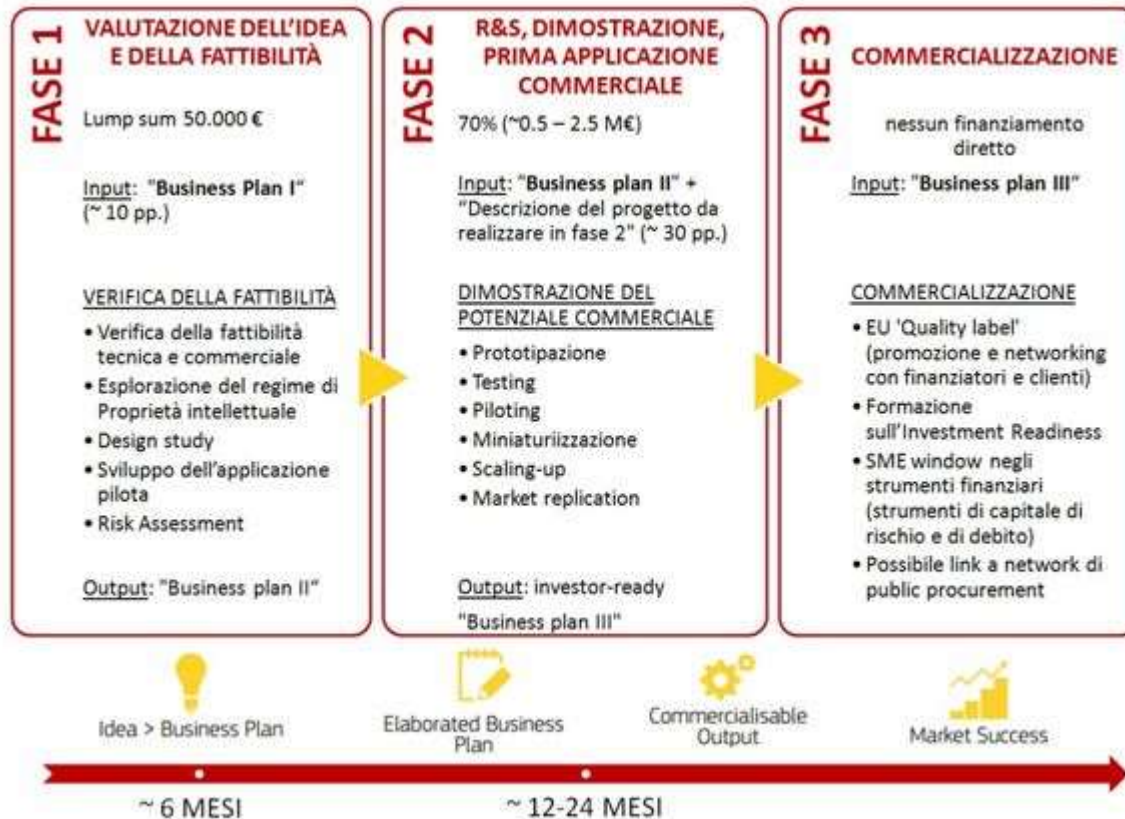 FASE 1
VALUTAZIONE DELL'IDEA
E DELLA FATTIBILITÀ
Lump sum 50.000 €
Input: "Business Plan I"
(~ 10 pp.)
VERIFICA DELLA FATTIBILITÀ
• Verifica della fattibilità
tecnica e commerciale
• Esplorazione del regime di
Proprietà intellettuale
• Design study
• Sviluppo dell'applicazione
pilota
• Risk Assessment
Output: "Business plan II"
FASE 2
R&S, DIMOSTRAZIONE,
PRIMA APPLICAZIONE
COMMERCIALE
70% (~0.5 – 2.5 M€)
Input: "Business plan II" +
"Descrizione del progetto da
realizzare in fase 2" (~ 30 pp.)
DIMOSTRAZIONE DEL
POTENZIALE COMMERCIALE
• Prototipazione
• Testing
• Piloting
• Miniaturiizzazione
• Scaling-up
• Market replication
Output: investor-ready
"Business plan III"
FASE 3
COMMERCIALIZZAZIONE
nessun finanziamento
diretto
Input: "Business plan III"
COMMERCIALIZZAZIONE
• EU 'Quality label'
(promozione e networking
con finanziatori e clienti)
• Formazione
sull'Investment Readiness
• SME window negli
strumenti finanziari
(strumenti di capitale di
rischio e di debito)
• Possibile link a network di
public procurement
Idea > Business Plan
Elaborated Business
Plan
Commercialisable
Output
Market Success
~ 6 MESI
~ 12-24 MESI